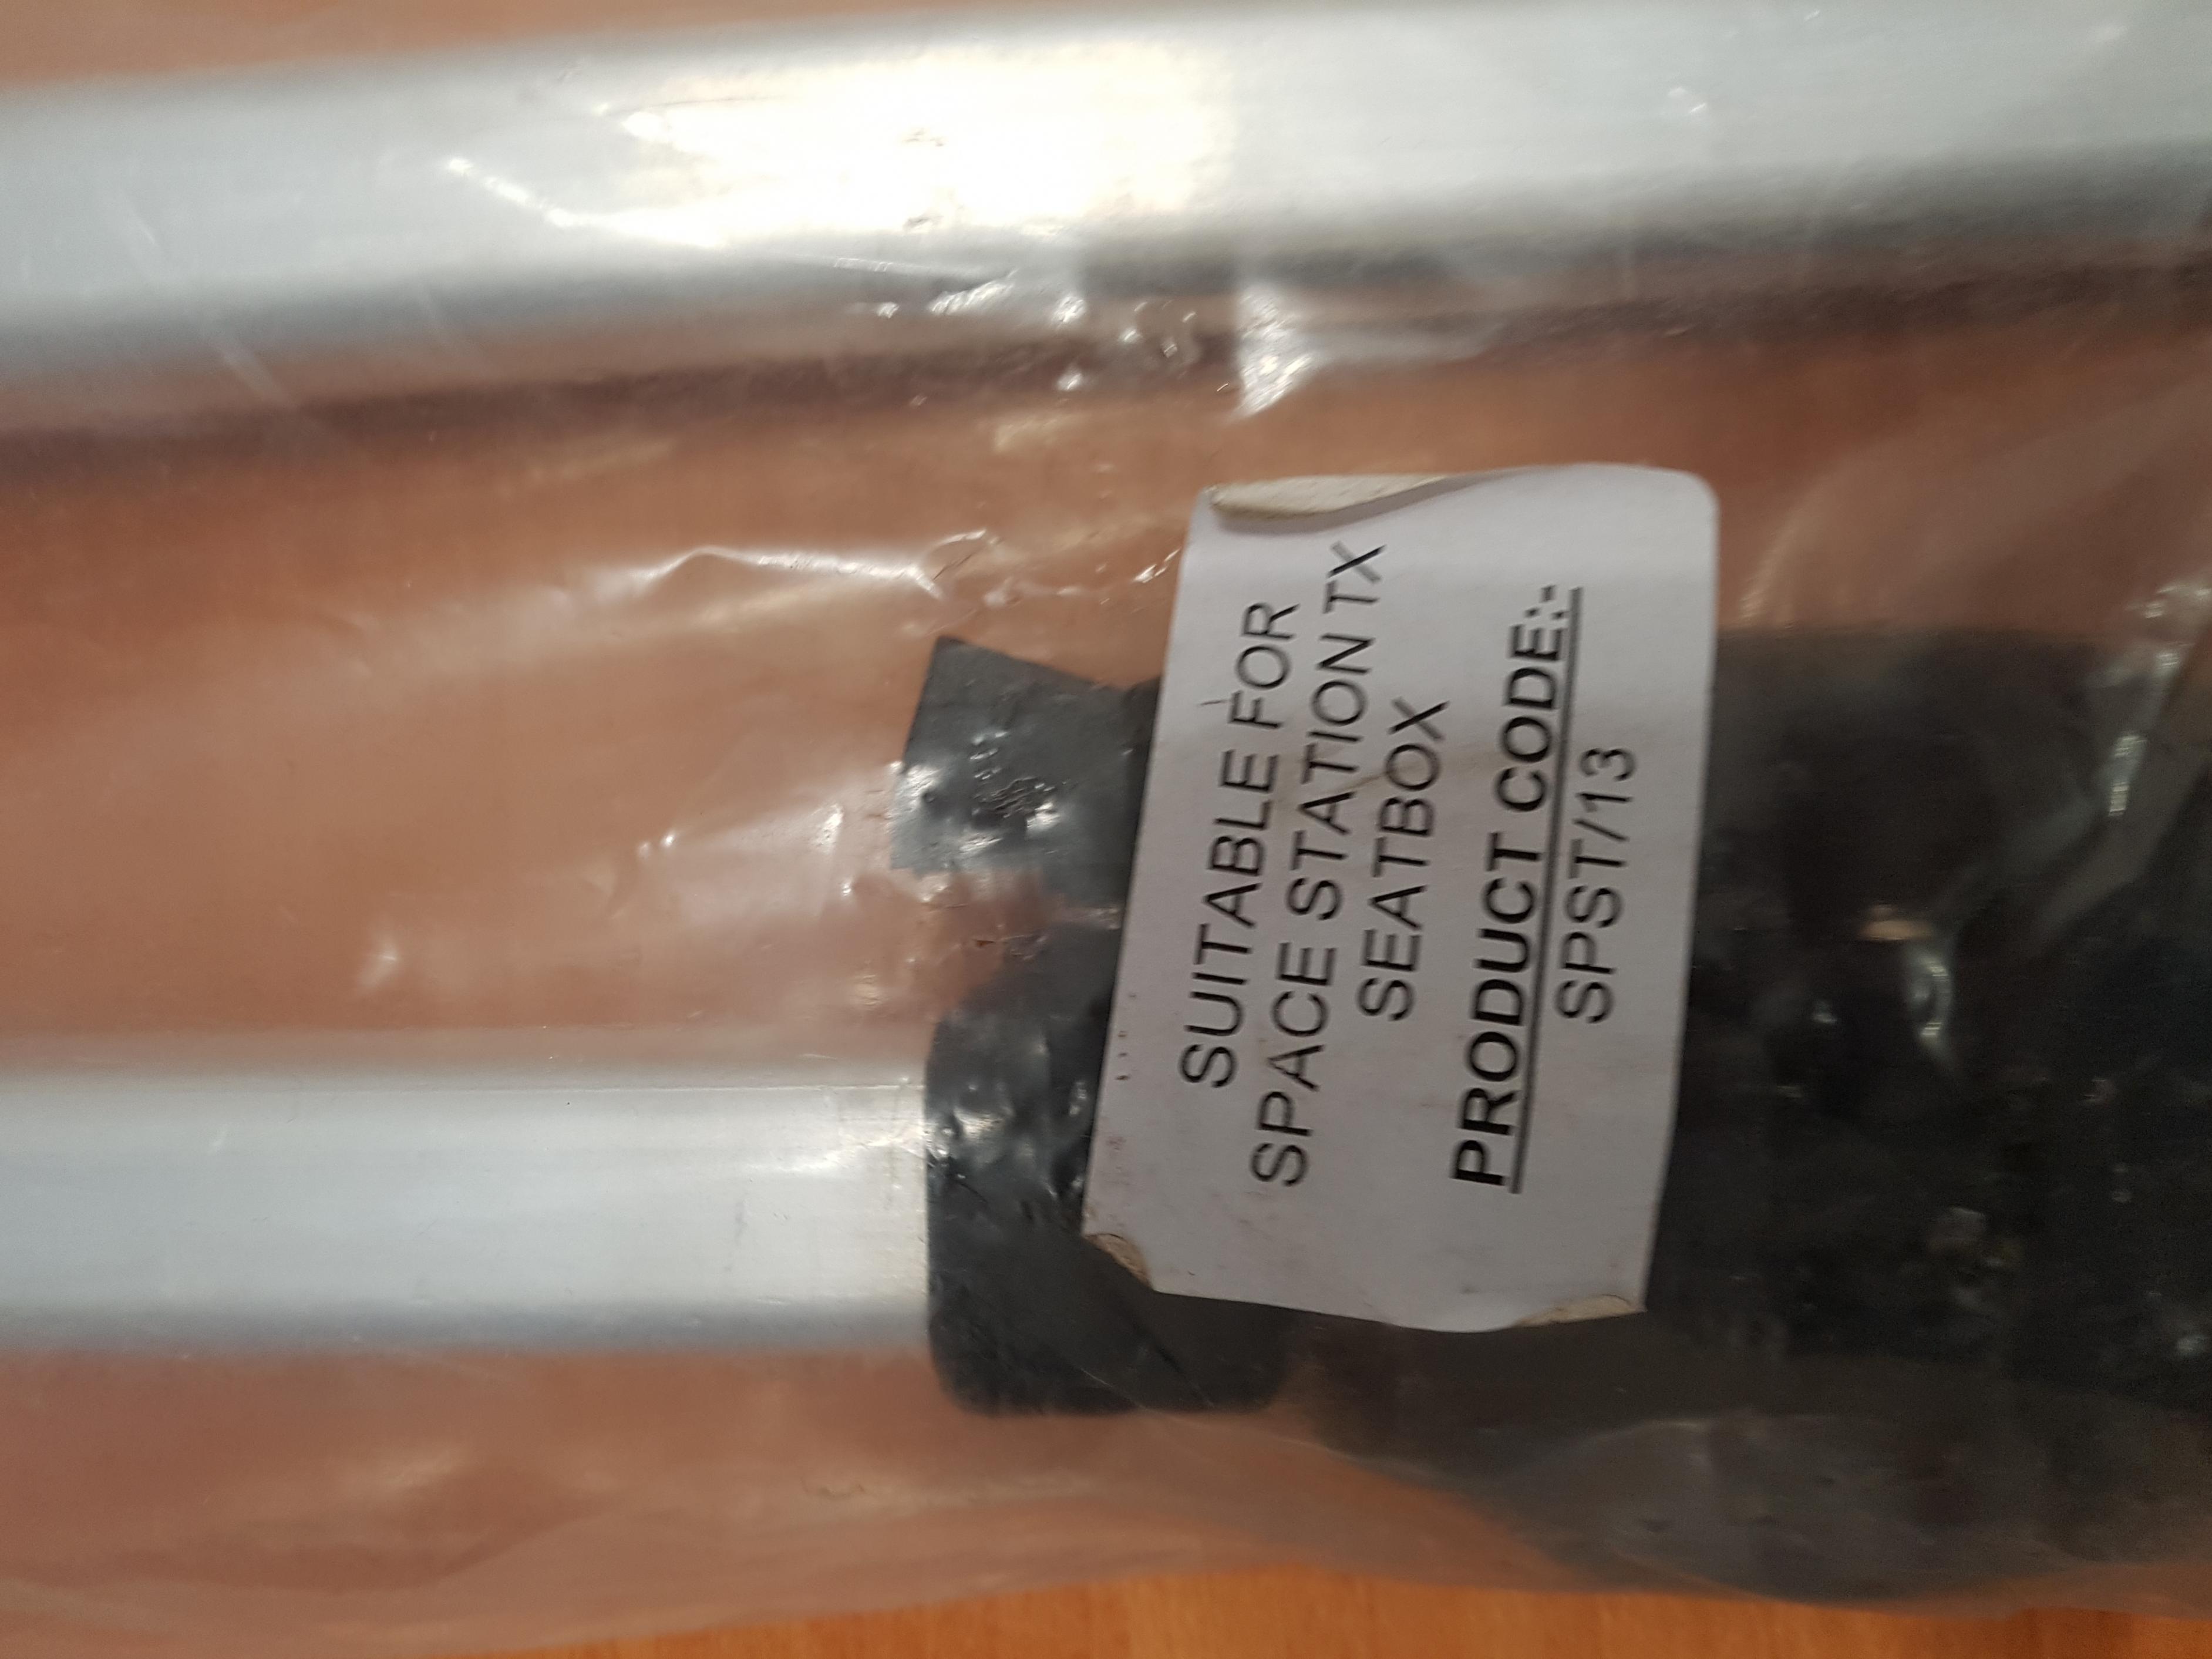 SUITABLE FOR
SPACE STATION TX
SEATBOX
PRODUCT CODE:-
SPST/13